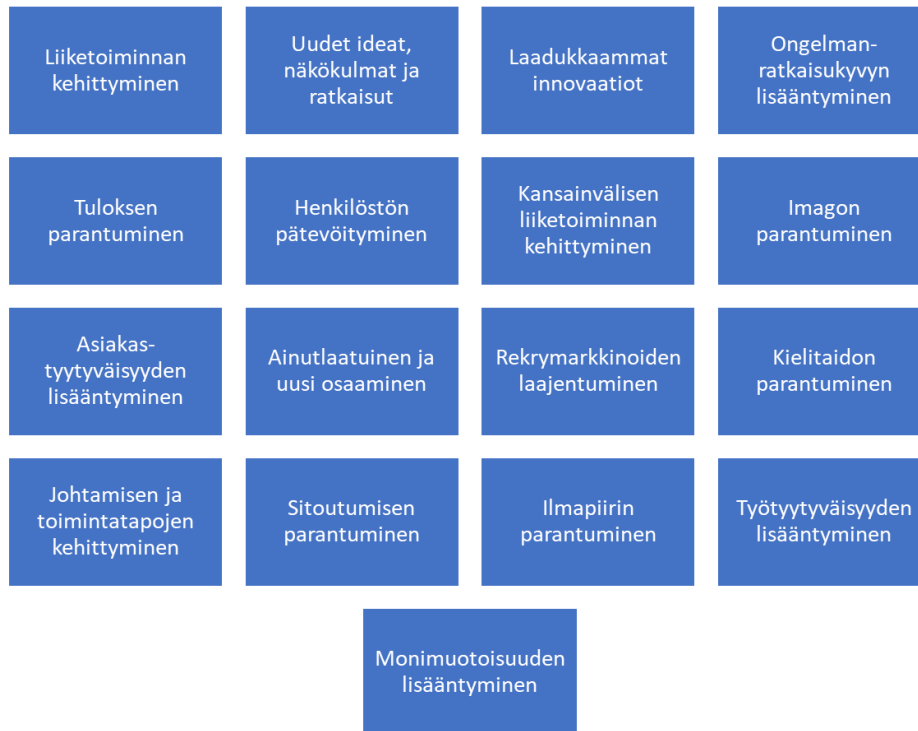 Liiketoiminnan
kehittyminen
Uudet ideat,
näkökulmat ja
ratkaisut
Laadukkaammat
innovaatiot
Ongelman-
ratkaisukyvyn
lisääntyminen
Tuloksen
parantuminen
Henkilöstön
pätevöityminen
Kansainvälisen
liiketoiminnan
kehittyminen
Imagon
parantuminen
Asiakas-
tyytyväisyyden
lisääntyminen
Ainutlaatuinen ja
uusi osaaminen
Rekrymarkkinoiden
laajentuminen
Kielitaidon
parantuminen
Johtamisen ja
toimintatapojen
kehittyminen
Sitoutumisen
parantuminen
Ilmapiirin
parantuminen
Työtyytyväisyyden
lisääntyminen
Monimuotoisuuden
lisääntyminen